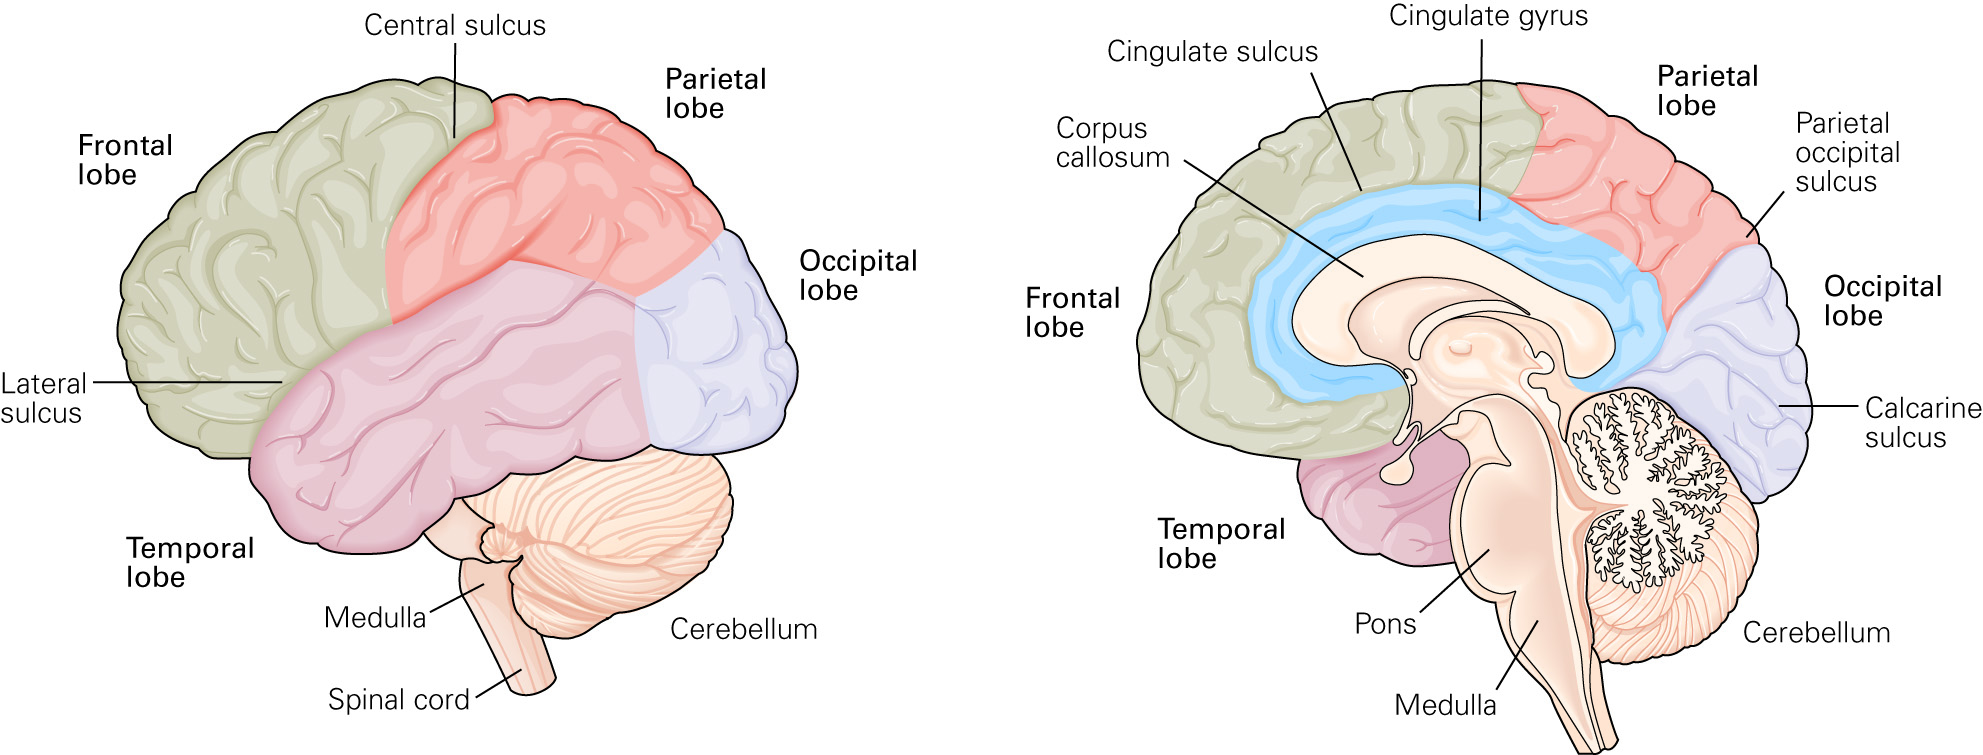 Central sulcus
Parietal
lobe
Frontal
lobe
Occipital
lobe
Lateral
sulcus
Temporal
lobe
Medulla
Cerebellum
Spinal cord
Cingulate gyrus
Cingulate sulcus
Parietal
lobe
Corpus
callosum
Parietal
occipital
sulcus
Frontal
lobe
Occipital
lobe
Calcarine
sulcus
Temporal
lobe
Pons
Cerebellum
Medulla